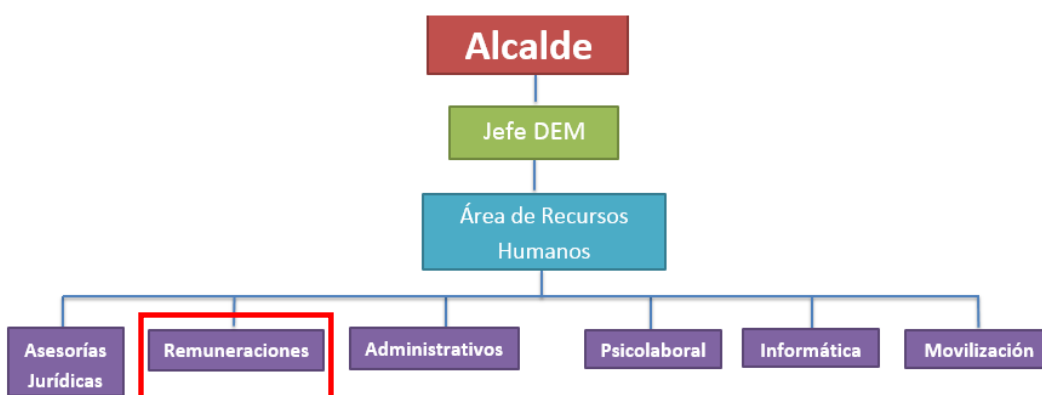 Alcalde
Jefe DEM
Área de Recursos
Humanos
Asesorías
Jurídicas
Remuneraciones
Administrativos
Psicolaboral
Informática
Movilización